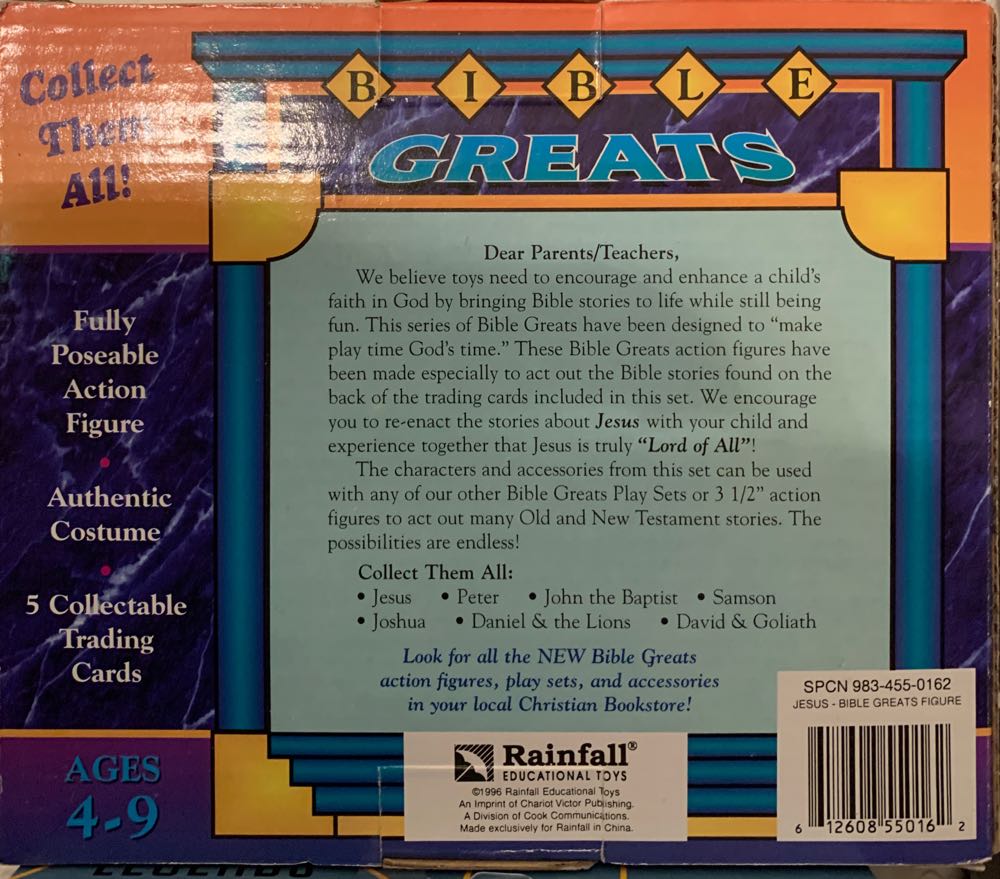 Collect
Them
All!
BIBLE
GREATS
Dear Parents/Teachers,
We believe toys need to encourage and enhance a child's
faith in God by bringing Bible stories to life while still being
fun. This series of Bible Greats have been designed to “make
play time God's time.” These Bible Greats action figures have
been made especially to act out the Bible stories found on the
back of the trading cards included in this set. We encourage
you to re-enact the stories about Jesus with your child and
experience together that Jesus is truly “Lord of All”!
The characters and accessories from this set can be used
with any of our other Bible Greats Play Sets or 3 1/2” action
figures to act out many Old and New Testament stories. The
possibilities are endless!
Collect Them All:
• Jesus • Peter • John the Baptist • Samson
• Joshua • Daniel & the Lions • David & Goliath
Look for all the NEW Bible Greats
action figures, play sets, and accessories
in your local Christian Bookstore!
Fully
Poseable
Action
Figure
•
Authentic
Costume
•
5 Collectable
Trading
Cards
AGES
4-9
Rainfall®
EDUCATIONAL TOYS
©1996 Rainfall Educational Toys
An Imprint of Chariot Victor Publishing.
A Division of Cook Communications.
Made exclusively for Rainfall in China.
SPCN 983-455-0162
JESUS - BIBLE GREATS FIGURE
6 12608 55016 2